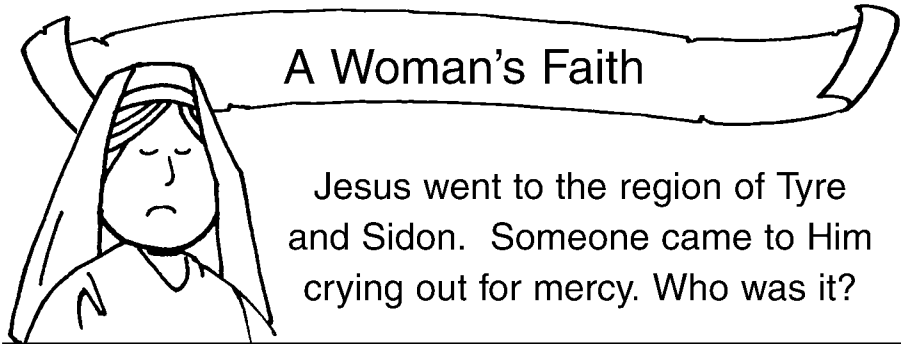 A Woman's Faith
Jesus went to the region of Tyre
and Sidon.  Someone came to Him
crying out for mercy. Who was it?